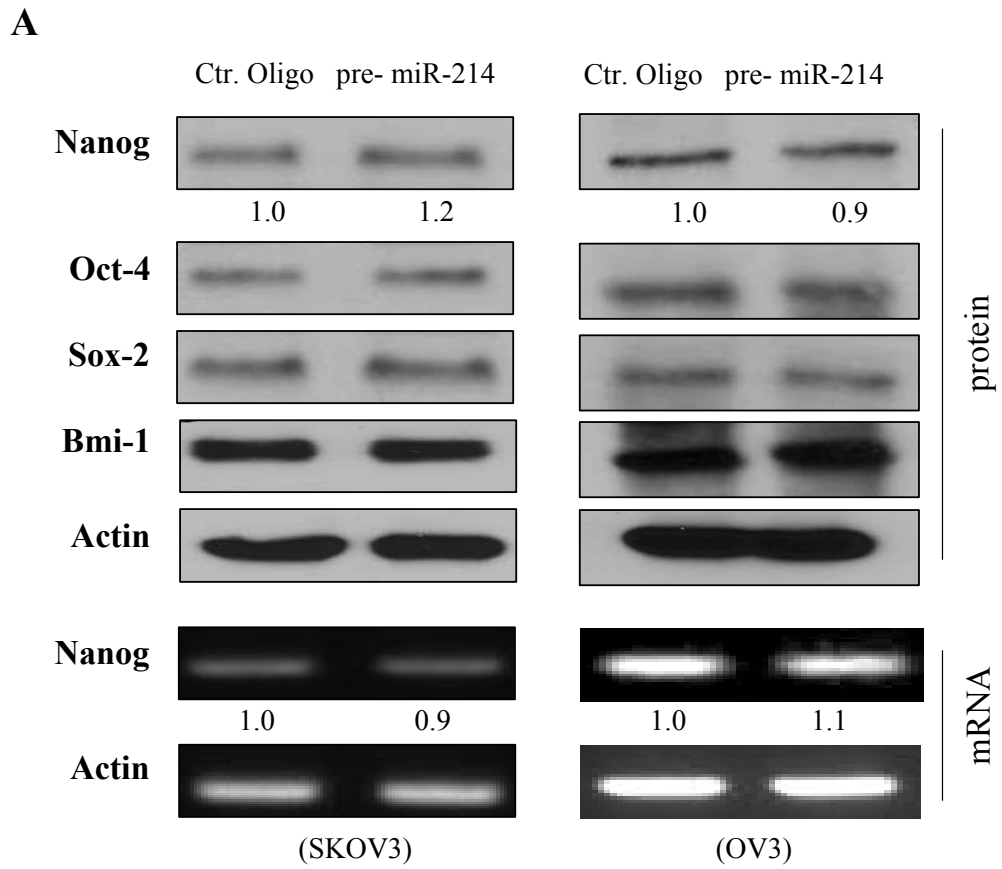 A
Ctr. Oligo pre- miR-214 Ctr. Oligo pre- miR-214
Nanog
1.0 1.2 1.0 0.9
Oct-4
Sox-2
Bmi-1
Actin
protein
Nanog
1.0 0.9 1.0 1.1
Actin
mRNA
(SKOV3) (OV3)